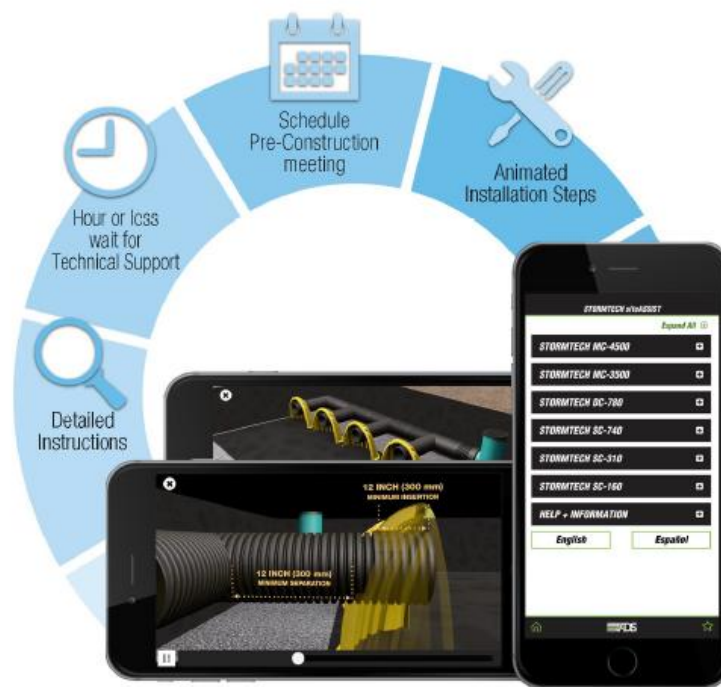 Schedule
Pre-Construction
meeting
Animated
Installation Steps
Hour or less
wait for
Technical Support
Detailed
Instructions
STORMTECH siteASSIST
Expand All
STORMTECH MC-4500
STORMTECH MC-3500
STORMTECH DC-780
STORMTECH SC-740
STORMTECH SC-310
STORMTECH SC-160
HELP + INFORMATION
English
Español
ADS
12 INCH (300 mm)
MINIMUM INSERTION
12 INCH (300 mm)
MINIMUM SEPARATION